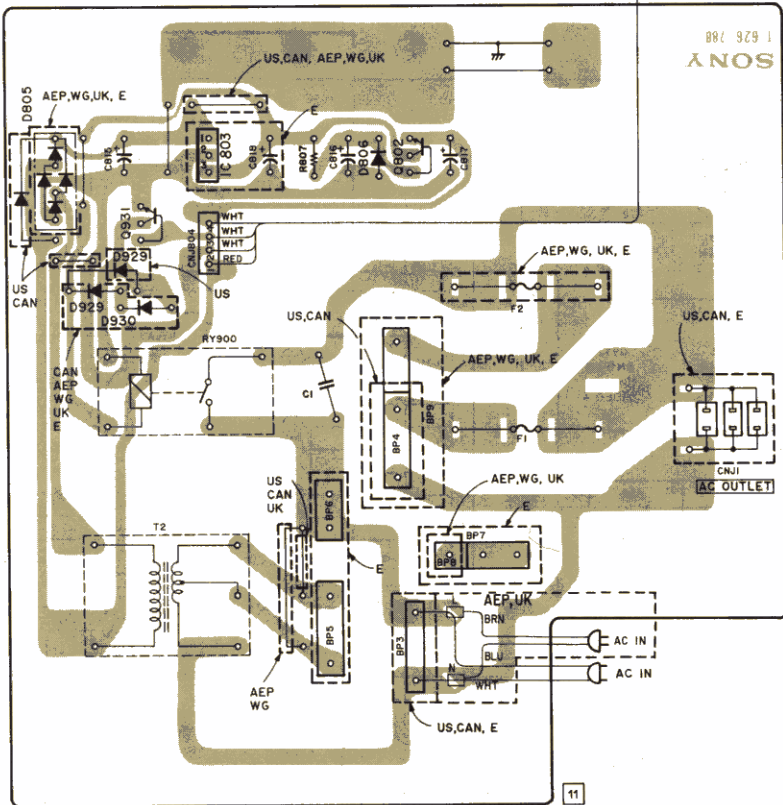 1 626 788
SONY
US,CAN, AEP,WG,UK
AEP,WG,UK, E
D805
E
C815
IC803
C818
R807
C816
D806
Q802
C817
Q931
CNJ804
WHT
WHT
WHT
RED
D929
US
US
CAN
D929
D930
AEP,WG, UK, E
F2
US,CAN
US,CAN, E
RY900
AEP,WG, UK, E
CAN
AEP
WG
UK
E
C1
BP9
BP4
F1
CNJ1
AC OUTLET
US
CAN
UK
BP6
AEP,WG, UK
E
BP7
BP8
T2
E
BP5
AEP
WG
AEP,UK
BP3
BRN
BLU
N
WHT
AC IN
AC IN
US,CAN, E
11